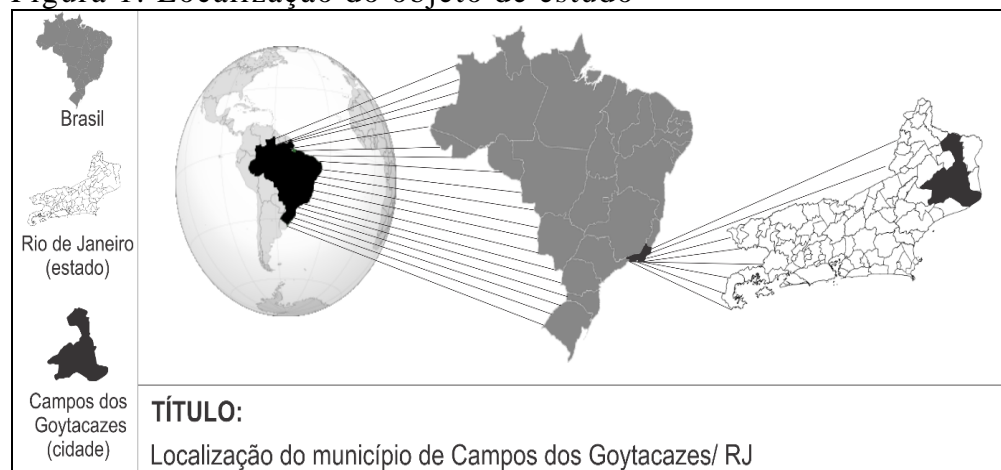 Figura 1: Localização do objeto de estudo
Brasil
Rio de Janeiro
(estado)
Campos dos
Goytacazes
(cidade)
TÍTULO:
Localização do município de Campos dos Goytacazes/ RJ